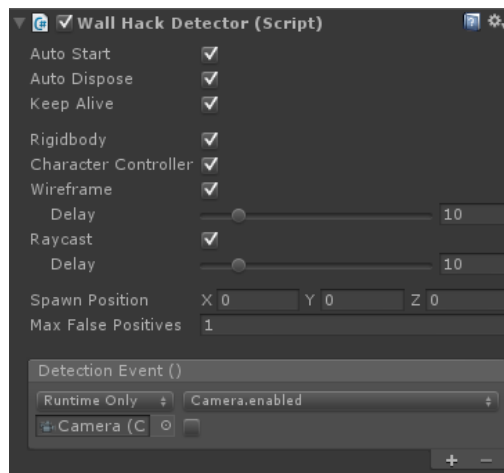 Wall Hack Detector (Script)
Auto Start
Auto Dispose
Keep Alive
Rigidbody
Character Controller
Wireframe
Delay 10
Raycast
Delay 10
Spawn Position X 0 Y 0 Z 0
Max False Positives 1
Detection Event ()
Runtime Only Camera.enabled
Camera (C
+ −